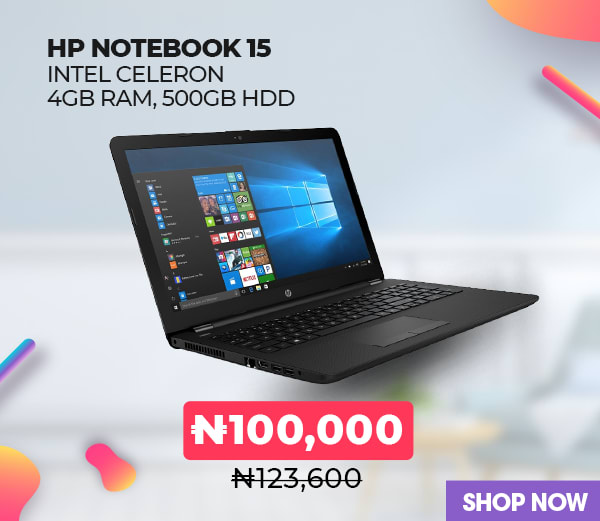 HP NOTEBOOK 15
INTEL CELERON
4GB RAM, 500GB HDD
₦100,000
₦123,600
SHOP NOW